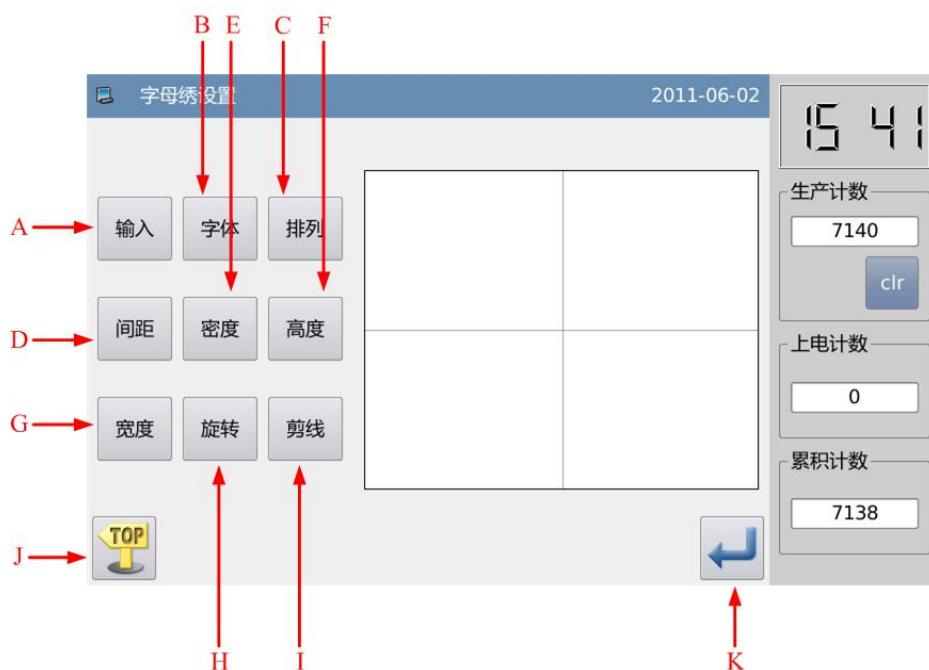 B E C F
字母绣设置 2011-06-02
15 41
A 输入 字体 排列
生产计数
7140
clr
D 间距 密度 高度
上电计数
0
G 宽度 旋转 剪线
累积计数
7138
J TOP
H I K